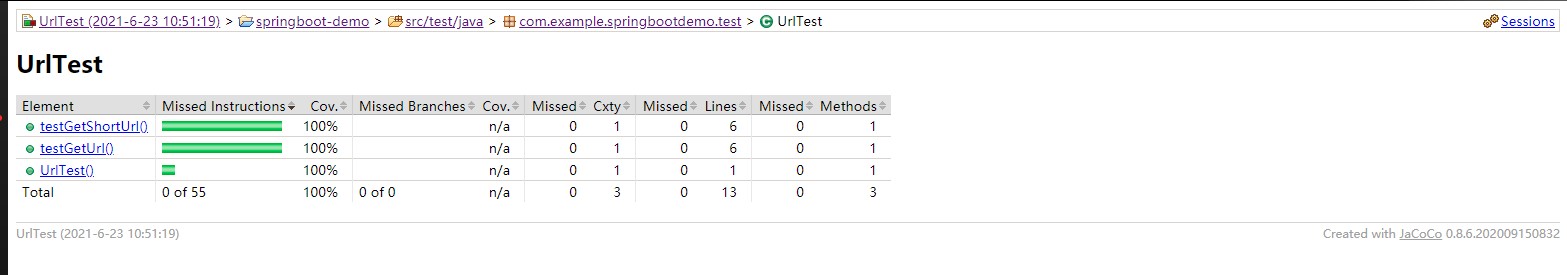 UrlTest (2021-6-23 10:51:19) > springboot-demo > src/test/java > com.example.springbootdemo.test > UrlTest Sessions
UrlTest
Element Missed Instructions Cov. Missed Branches Cov. Missed Cxty Missed Lines Missed Methods
testGetShortUrl() 100% n/a 0 1 0 6 0 1
testGetUrl() 100% n/a 0 1 0 6 0 1
UrlTest() 100% n/a 0 1 0 1 0 1
Total 0 of 55 100% 0 of 0 n/a 0 3 0 13 0 3
UrlTest (2021-6-23 10:51:19) Created with JaCoCo 0.8.6.202009150832